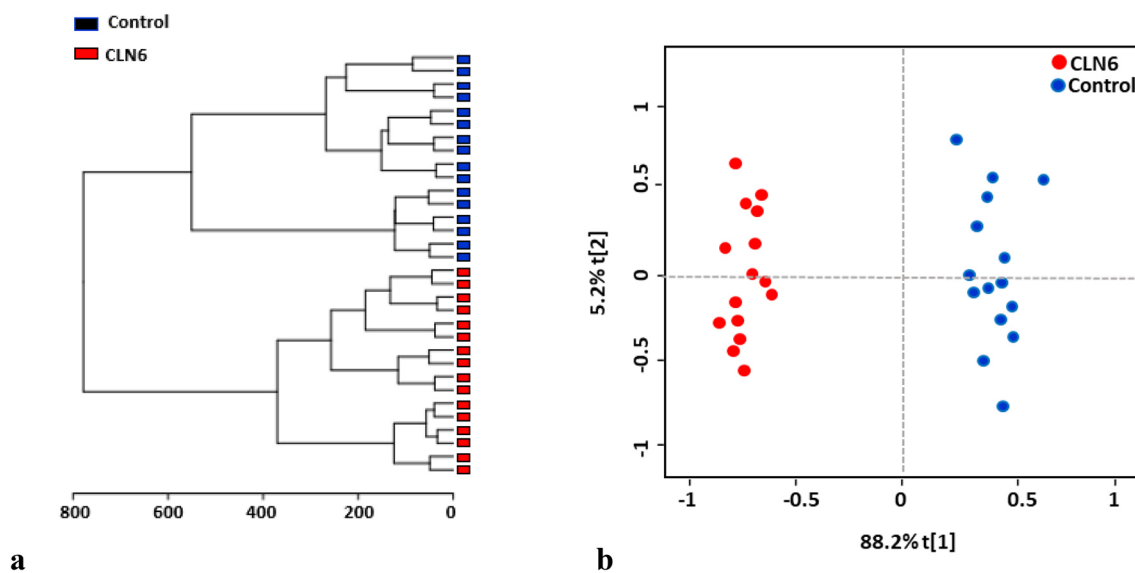 Control
CLN6
800 600 400 200 0
a
CLN6
Control
1
0.5
0
-0.5
-1
5.2% t[2]
-1 -0.5 0 0.5 1
88.2% t[1]
b